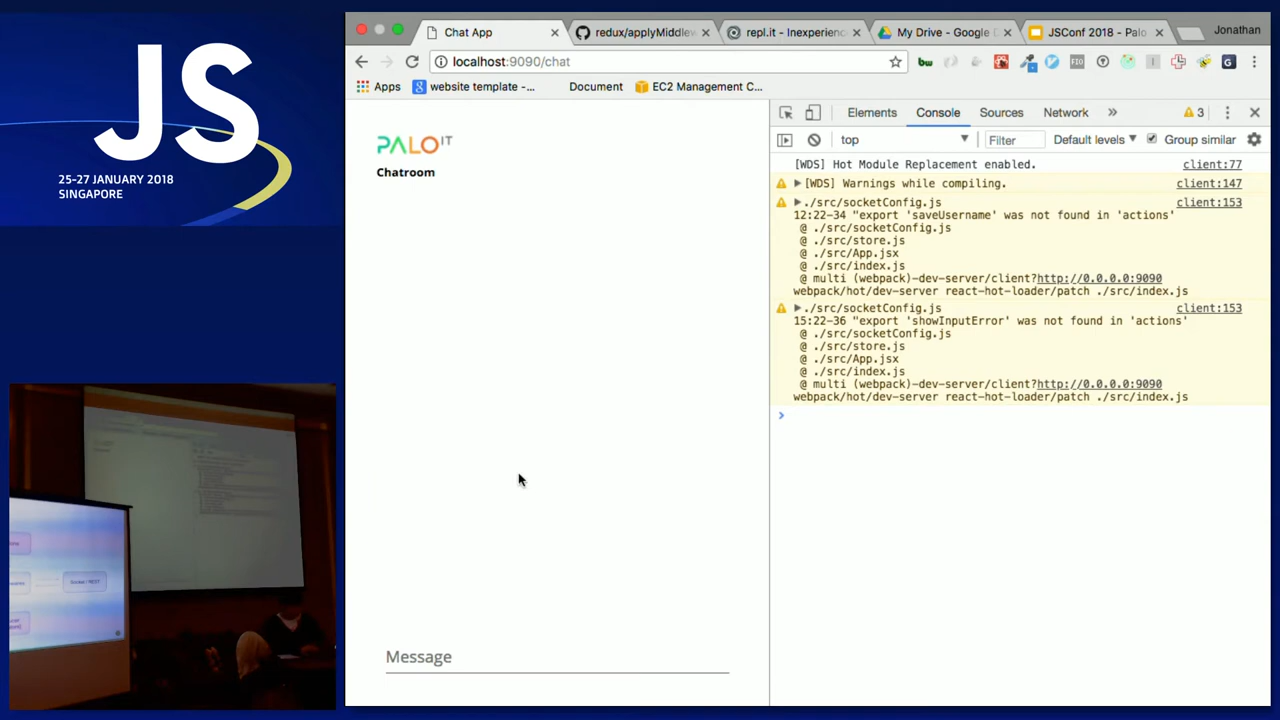 JS
25-27 JANUARY 2018
SINGAPORE
Chat App
redux/applyMiddlew
repl.it - Inexperienc
My Drive - Google D
JSConf 2018 - Palo
Jonathan
localhost:9090/chat
Apps
website template -...
Document
EC2 Management C...
PALO IT
Chatroom
Message
Elements
Console
Sources
Network
3
top
Filter
Default levels
Group similar
[WDS] Hot Module Replacement enabled.
client:77
[WDS] Warnings while compiling.
client:147
./src/socketConfig.js
client:153
12:22-34 "export 'saveUsername' was not found in 'actions'
@ ./src/socketConfig.js
@ ./src/store.js
@ ./src/App.jsx
@ ./src/index.js
@ multi (webpack)-dev-server/client?http://0.0.0.0:9090
webpack/hot/dev-server react-hot-loader/patch ./src/index.js
./src/socketConfig.js
client:153
15:22-36 "export 'showInputError' was not found in 'actions'
@ ./src/socketConfig.js
@ ./src/store.js
@ ./src/App.jsx
@ ./src/index.js
@ multi (webpack)-dev-server/client?http://0.0.0.0:9090
webpack/hot/dev-server react-hot-loader/patch ./src/index.js
Socket / REST